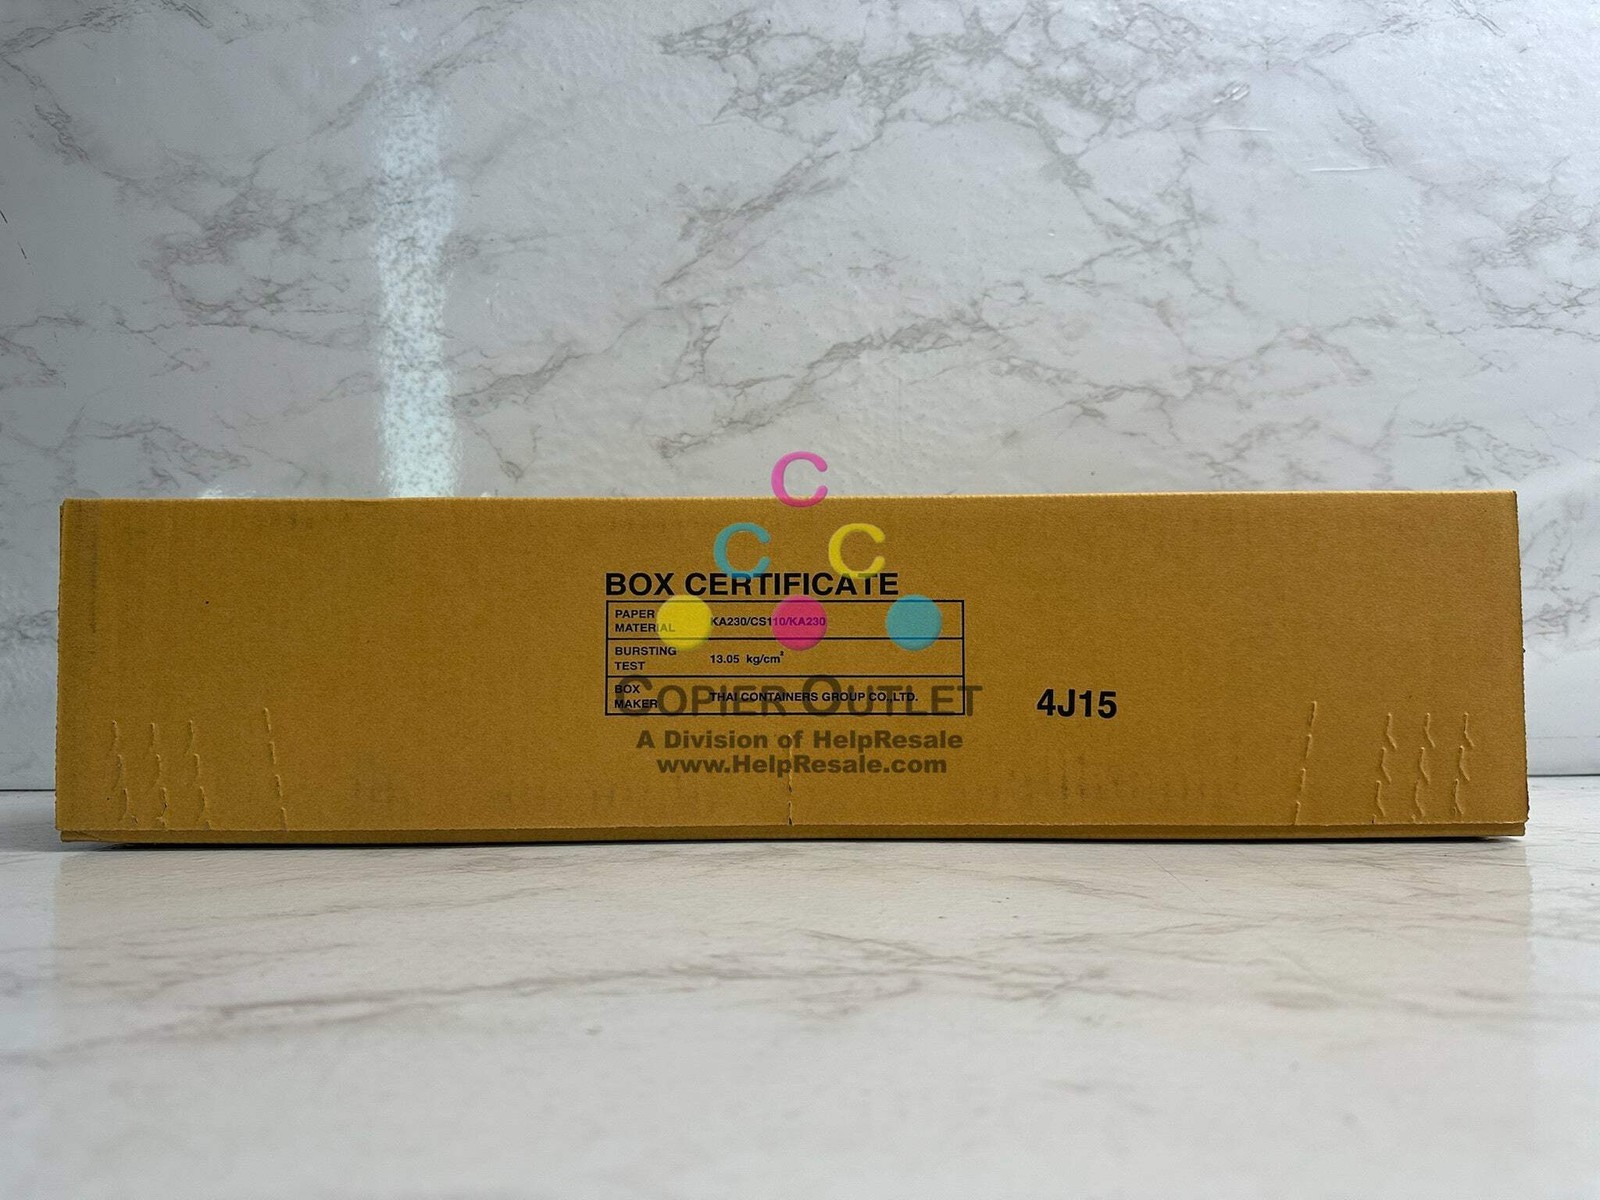 C
C C
BOX CERTIFICATE
PAPER MATERIAL KA230/CS110/KA230
BURSTING TEST 13.05 kg/cm²
BOX MAKER THAI CONTAINERS GROUP CO.,LTD.
COPIER OUTLET
4J15
A Division of HelpResale
www.HelpResale.com